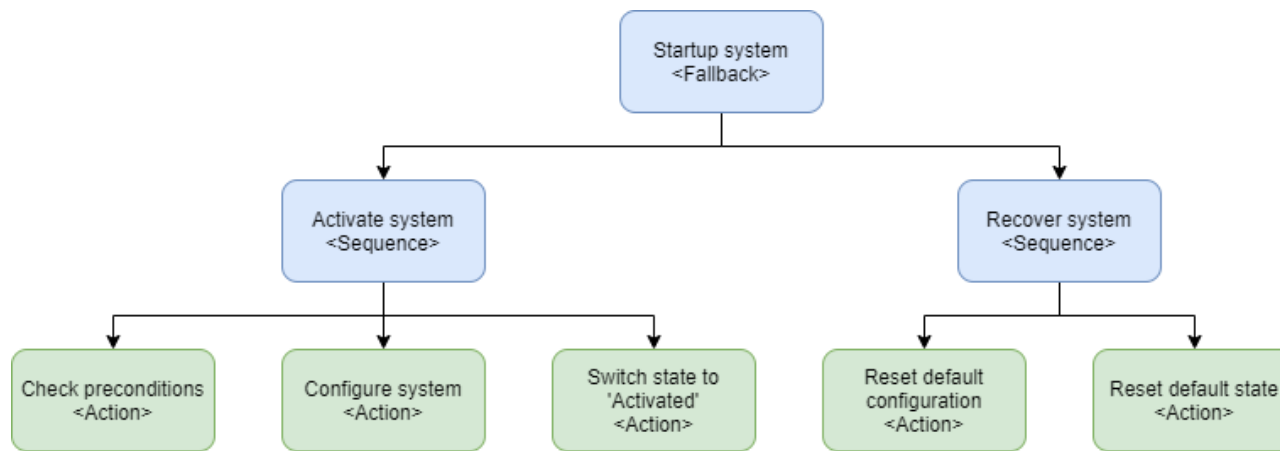 Startup system
<Fallback>
Activate system
<Sequence>
Recover system
<Sequence>
Check preconditions
<Action>
Configure system
<Action>
Switch state to
'Activated'
<Action>
Reset default
configuration
<Action>
Reset default state
<Action>